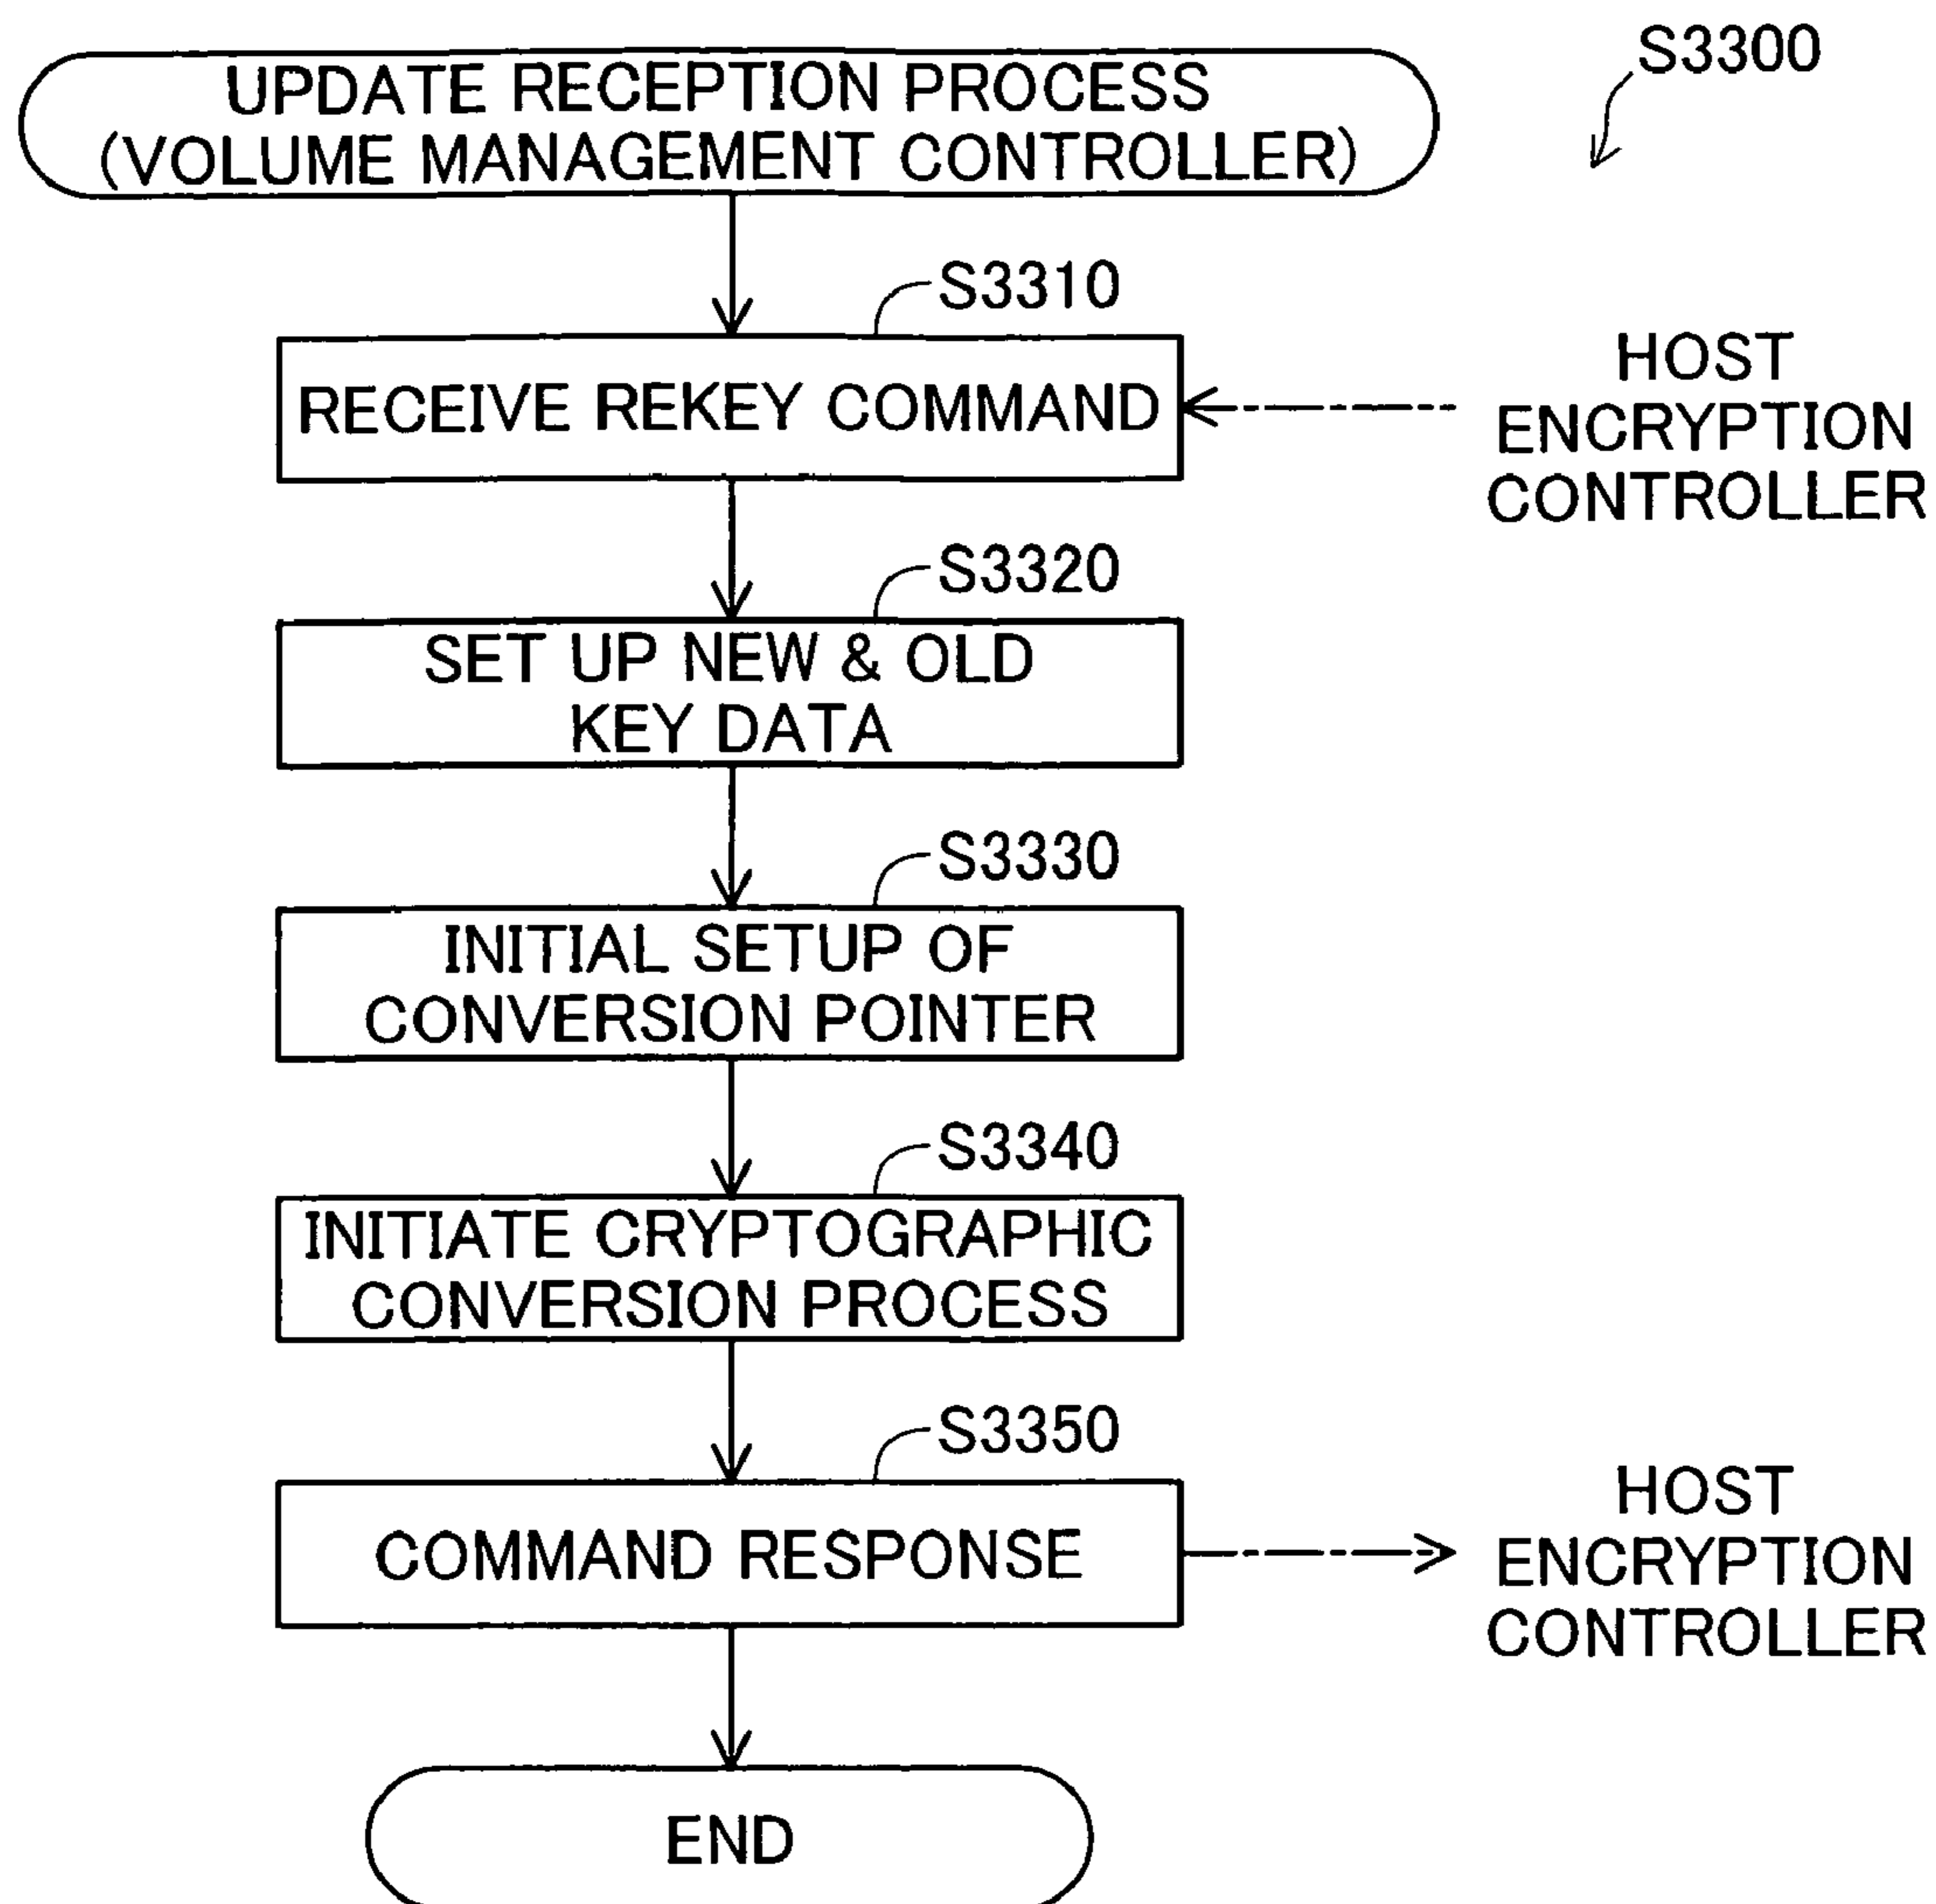 S3300
UPDATE RECEPTION PROCESS
(VOLUME MANAGEMENT CONTROLLER)
S3310
RECEIVE REKEY COMMAND
HOST
ENCRYPTION
CONTROLLER
S3320
SET UP NEW & OLD
KEY DATA
S3330
INITIAL SETUP OF
CONVERSION POINTER
S3340
INITIATE CRYPTOGRAPHIC
CONVERSION PROCESS
S3350
COMMAND RESPONSE
HOST
ENCRYPTION
CONTROLLER
END